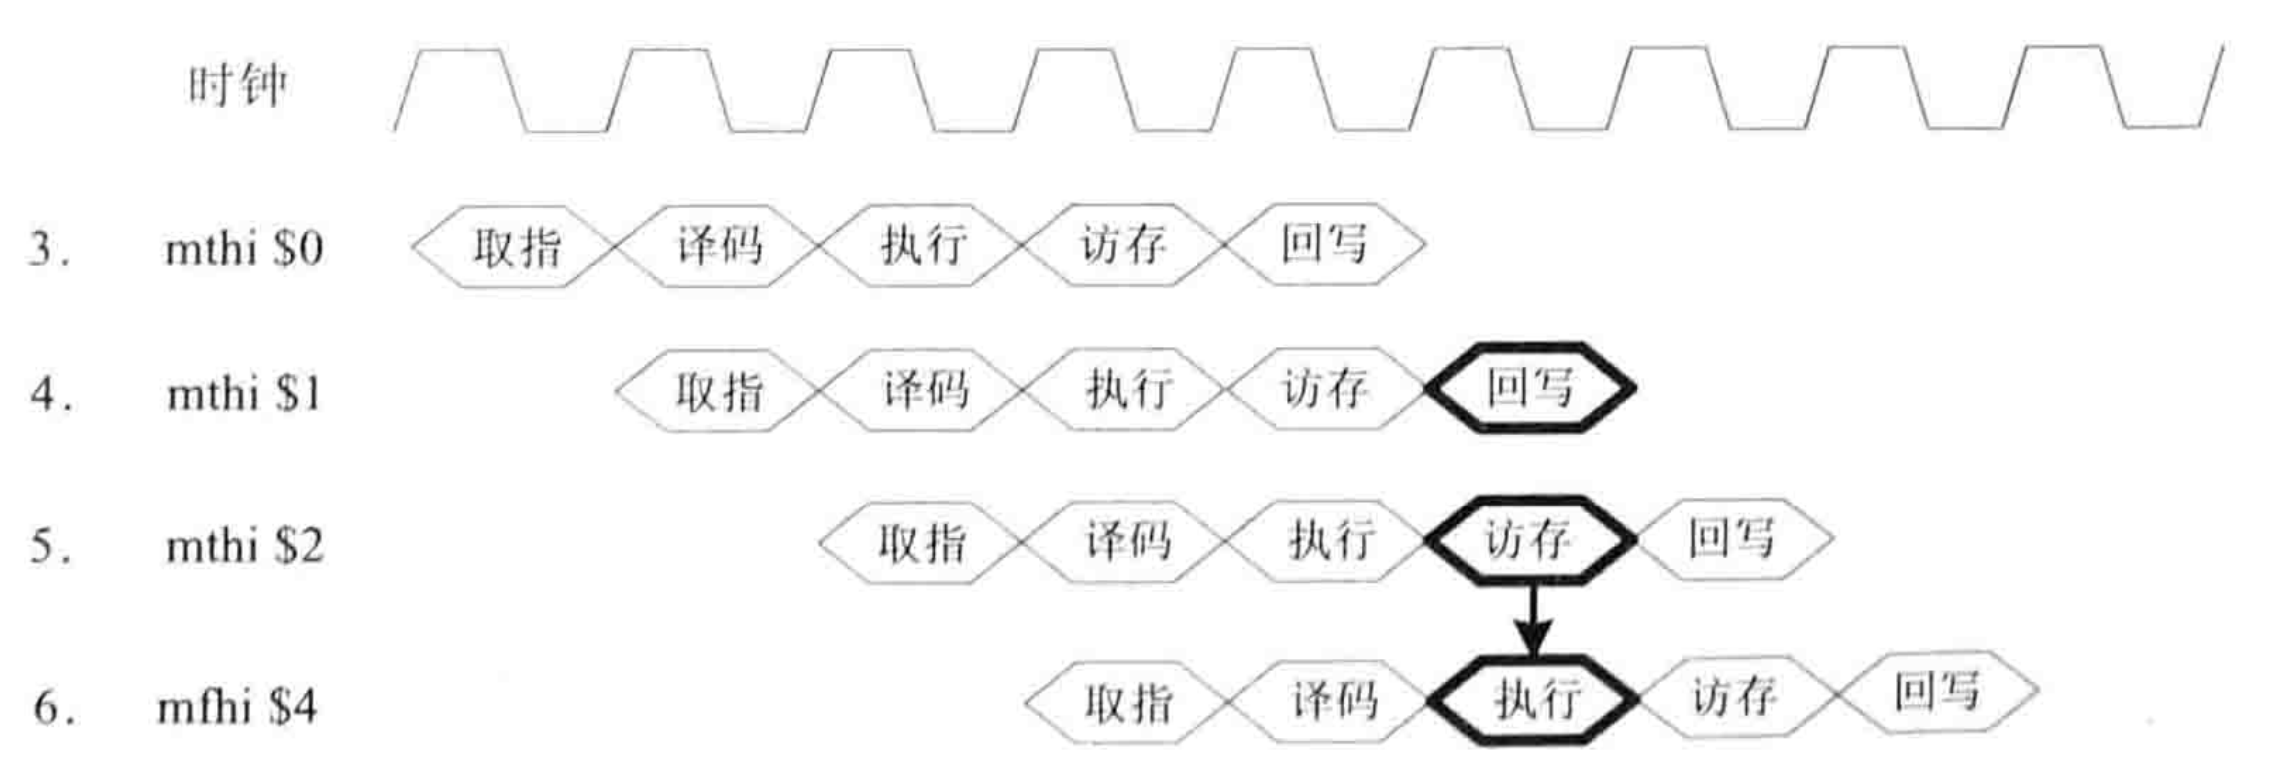 时钟
3. mthi $0 取指 译码 执行 访存 回写
4. mthi $1 取指 译码 执行 访存 回写
5. mthi $2 取指 译码 执行 访存 回写
6. mfhi $4 取指 译码 执行 访存 回写